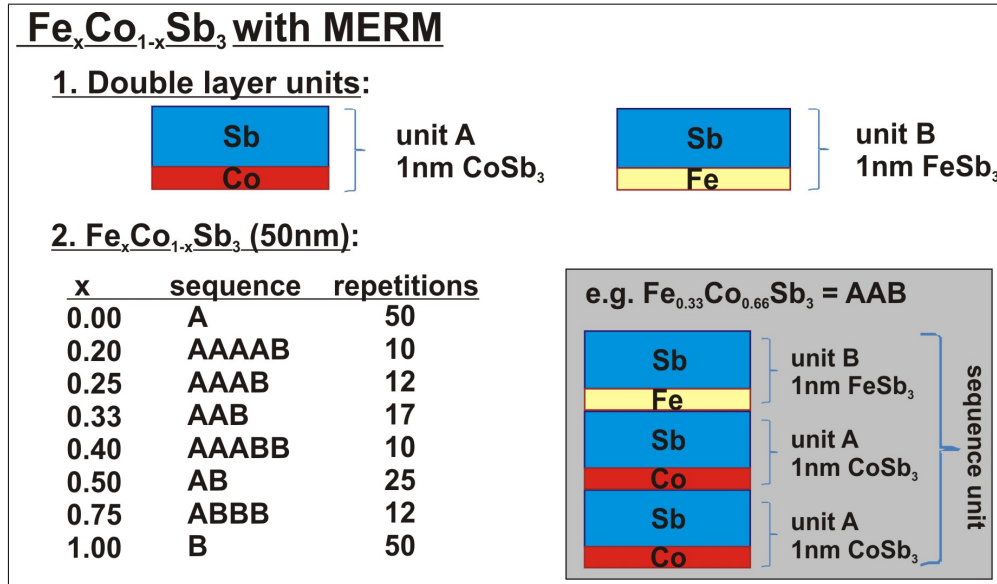 FeₓCo₁₋ₓSb₃ with MERM
1. Double layer units:
Sb
Co
unit A
1nm CoSb₃
Sb
Fe
unit B
1nm FeSb₃
2. FeₓCo₁₋ₓSb₃ (50nm):
x sequence repetitions
0.00 A 50
0.20 AAAAB 10
0.25 AAAB 12
0.33 AAB 17
0.40 AAABB 10
0.50 AB 25
0.75 ABBB 12
1.00 B 50
e.g. Fe₀.₃₃Co₀.₆₆Sb₃ = AAB
Sb
Fe
unit B
1nm FeSb₃
Sb
Co
unit A
1nm CoSb₃
Sb
Co
unit A
1nm CoSb₃
sequence unit